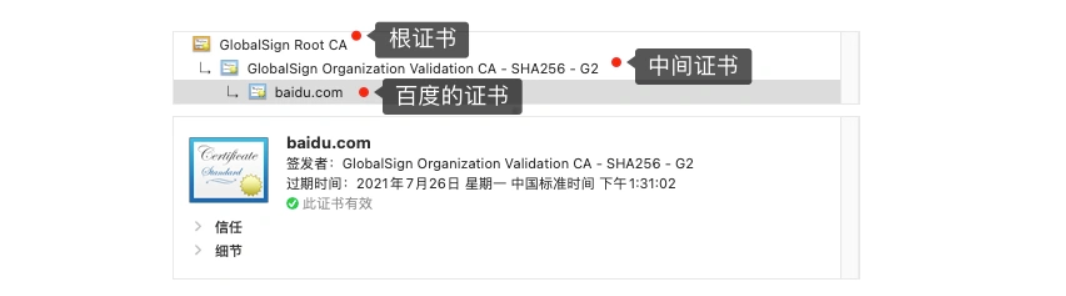 GlobalSign Root CA
根证书
GlobalSign Organization Validation CA - SHA256 - G2
中间证书
baidu.com
百度的证书
Certificate
Standard
baidu.com
签发者：GlobalSign Organization Validation CA - SHA256 - G2
过期时间：2021年7月26日 星期一 中国标准时间 下午1:31:02
此证书有效
信任
细节